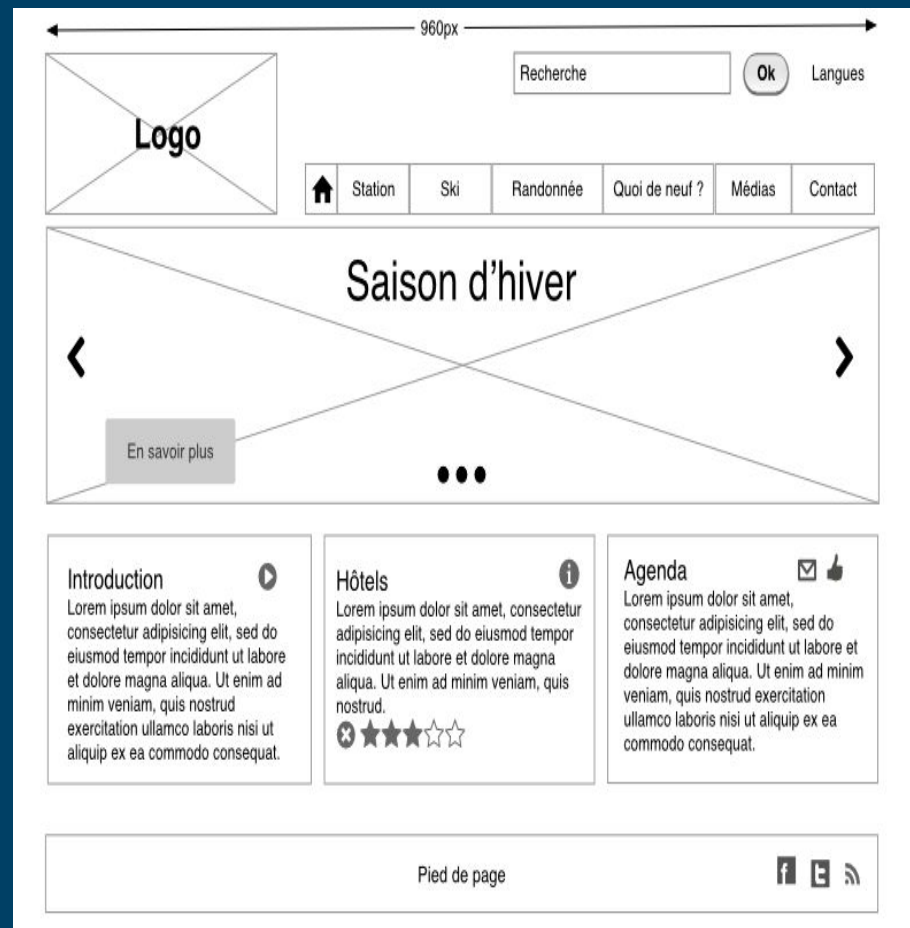 960px
Recherche
Ok
Langues
Logo
Station
Ski
Randonnée
Quoi de neuf ?
Médias
Contact
Saison d’hiver
En savoir plus
Introduction
Lorem ipsum dolor sit amet,
consectetur adipisicing elit, sed do
eiusmod tempor incididunt ut labore
et dolore magna aliqua. Ut enim ad
minim veniam, quis nostrud
exercitation ullamco laboris nisi ut
aliquip ex ea commodo consequat.
Hôtels
Lorem ipsum dolor sit amet, consectetur
adipisicing elit, sed do eiusmod tempor
incididunt ut labore et dolore magna
aliqua. Ut enim ad minim veniam, quis
nostrud.
Agenda
Lorem ipsum dolor sit amet,
consectetur adipisicing elit, sed do
eiusmod tempor incididunt ut labore et
dolore magna aliqua. Ut enim ad minim
veniam, quis nostrud exercitation
ullamco laboris nisi ut aliquip ex ea
commodo consequat.
Pied de page